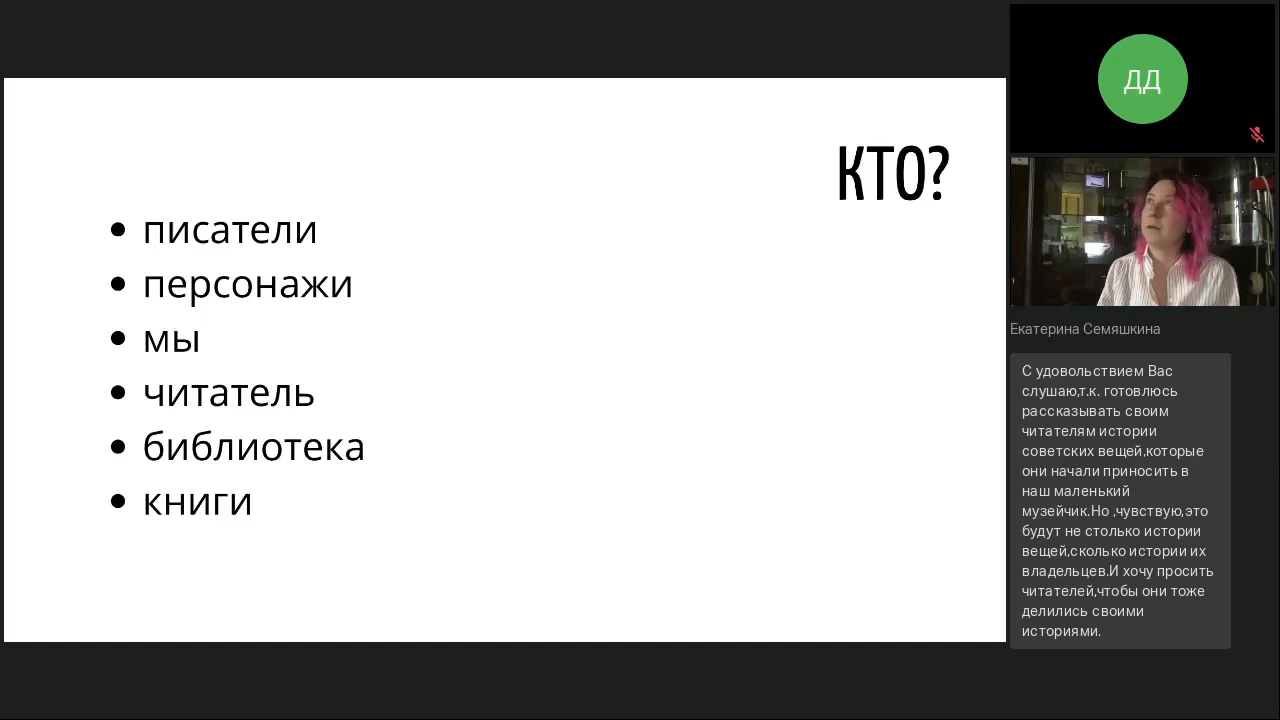 КТО?
• писатели
• персонажи
• мы
• читатель
• библиотека
• книги
ДД
Екатерина Семяшкина
С удовольствием Вас
слушаю,т.к. готовлюсь
рассказывать своим
читателям истории
советских вещей,которые
они начали приносить в
наш маленький
музейчик.Но ,чувствую,это
будут не столько истории
вещей,сколько истории их
владельцев.И хочу просить
читателей,чтобы они тоже
делились своими
историями.